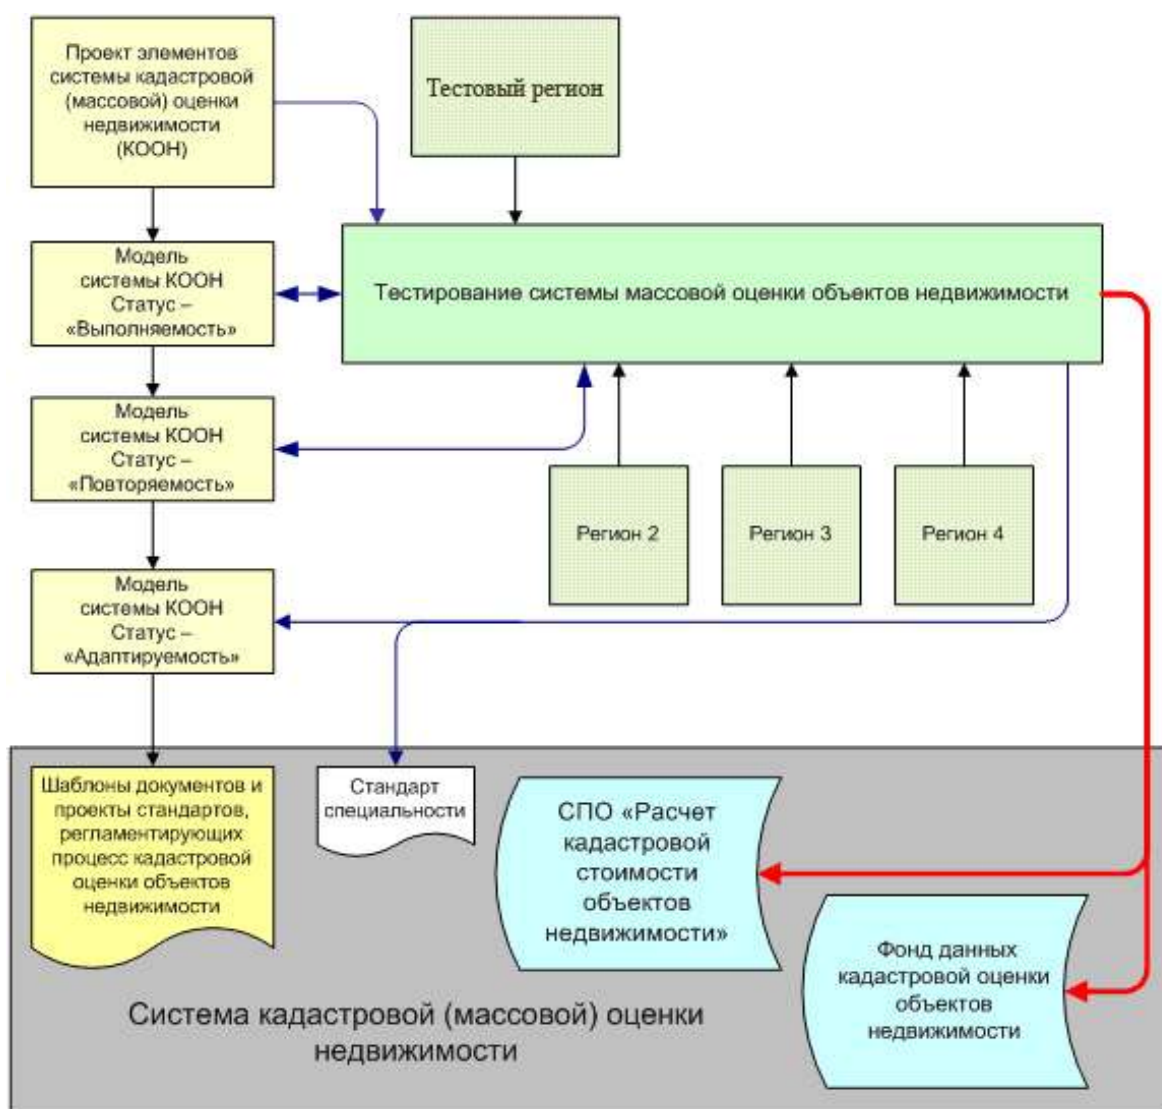 Проект элементов
системы кадастровой
(массовой) оценки
недвижимости
(КООН)
Тестовый регион
Модель
системы КООН
Статус –
«Выполняемость»
Тестирование системы массовой оценки объектов недвижимости
Модель
системы КООН
Статус –
«Повторяемость»
Регион 2
Регион 3
Регион 4
Модель
системы КООН
Статус –
«Адаптируемость»
Шаблоны документов и
проекты стандартов,
регламентирующих
процесс кадастровой
оценки объектов
недвижимости
Стандарт
специальности
СПО «Расчет
кадастровой
стоимости
объектов
недвижимости»
Фонд данных
кадастровой оценки
объектов
недвижимости
Система кадастровой (массовой) оценки
недвижимости